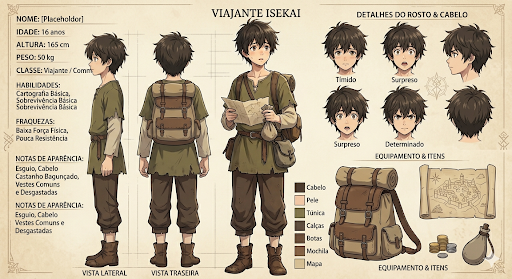 VIAJANTE ISEKAI
NOME: [Placeholdor]
IDADE: 16 anos
ALTURA: 165 cm
PESO: 50 kg
CLASSE: Viajante / Comm
HABILIDADES:
Cartografia Básica,
Sobrevivência Básica
Sobrevivência Básica
FRAQUEZAS:
Baixa Força Física,
Pouca Resistência
NOTAS DE APARÊNCIA:
Esguio, Cabelo
Castanho Bagunçado,
Vestes Comuns
e Desgastadas
NOTAS DE APARÊNCIA:
Esguio, Cabelo
Vestes Comuns e
Desgastadas
VISTA LATERAL
VISTA TRASEIRA
Cabelo
Pele
Túnica
Calças
Botas
Mochila
Mapa
DETALHES DO ROSTO & CABELO
Tímido
Surpreso
Surpreso
Determinado
EQUIPAMENTO & ITENS
EQUIPAMENTO & ITENS